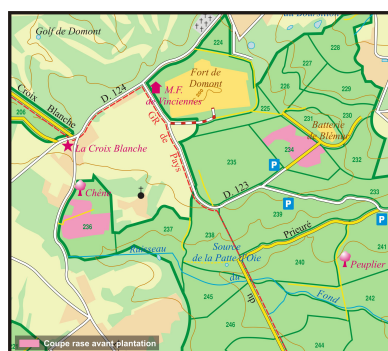 Golf de Domont
224
228
227
Fort de
Domont
D. 124
M.F.
de Vinciennes
226
225
229
Croix
Blanche
206
GR
de
Pays
231
230
Batterie
de Blémur
234
232
La Croix Blanche
235
Chêne
D. 123
233
239
236
237
238
Prieuré
241
Source
de la Patte d'Oie
240
Peuplier
Ruisseau
du
Fond
242
245
246
243
244
Coupe rase avant plantation